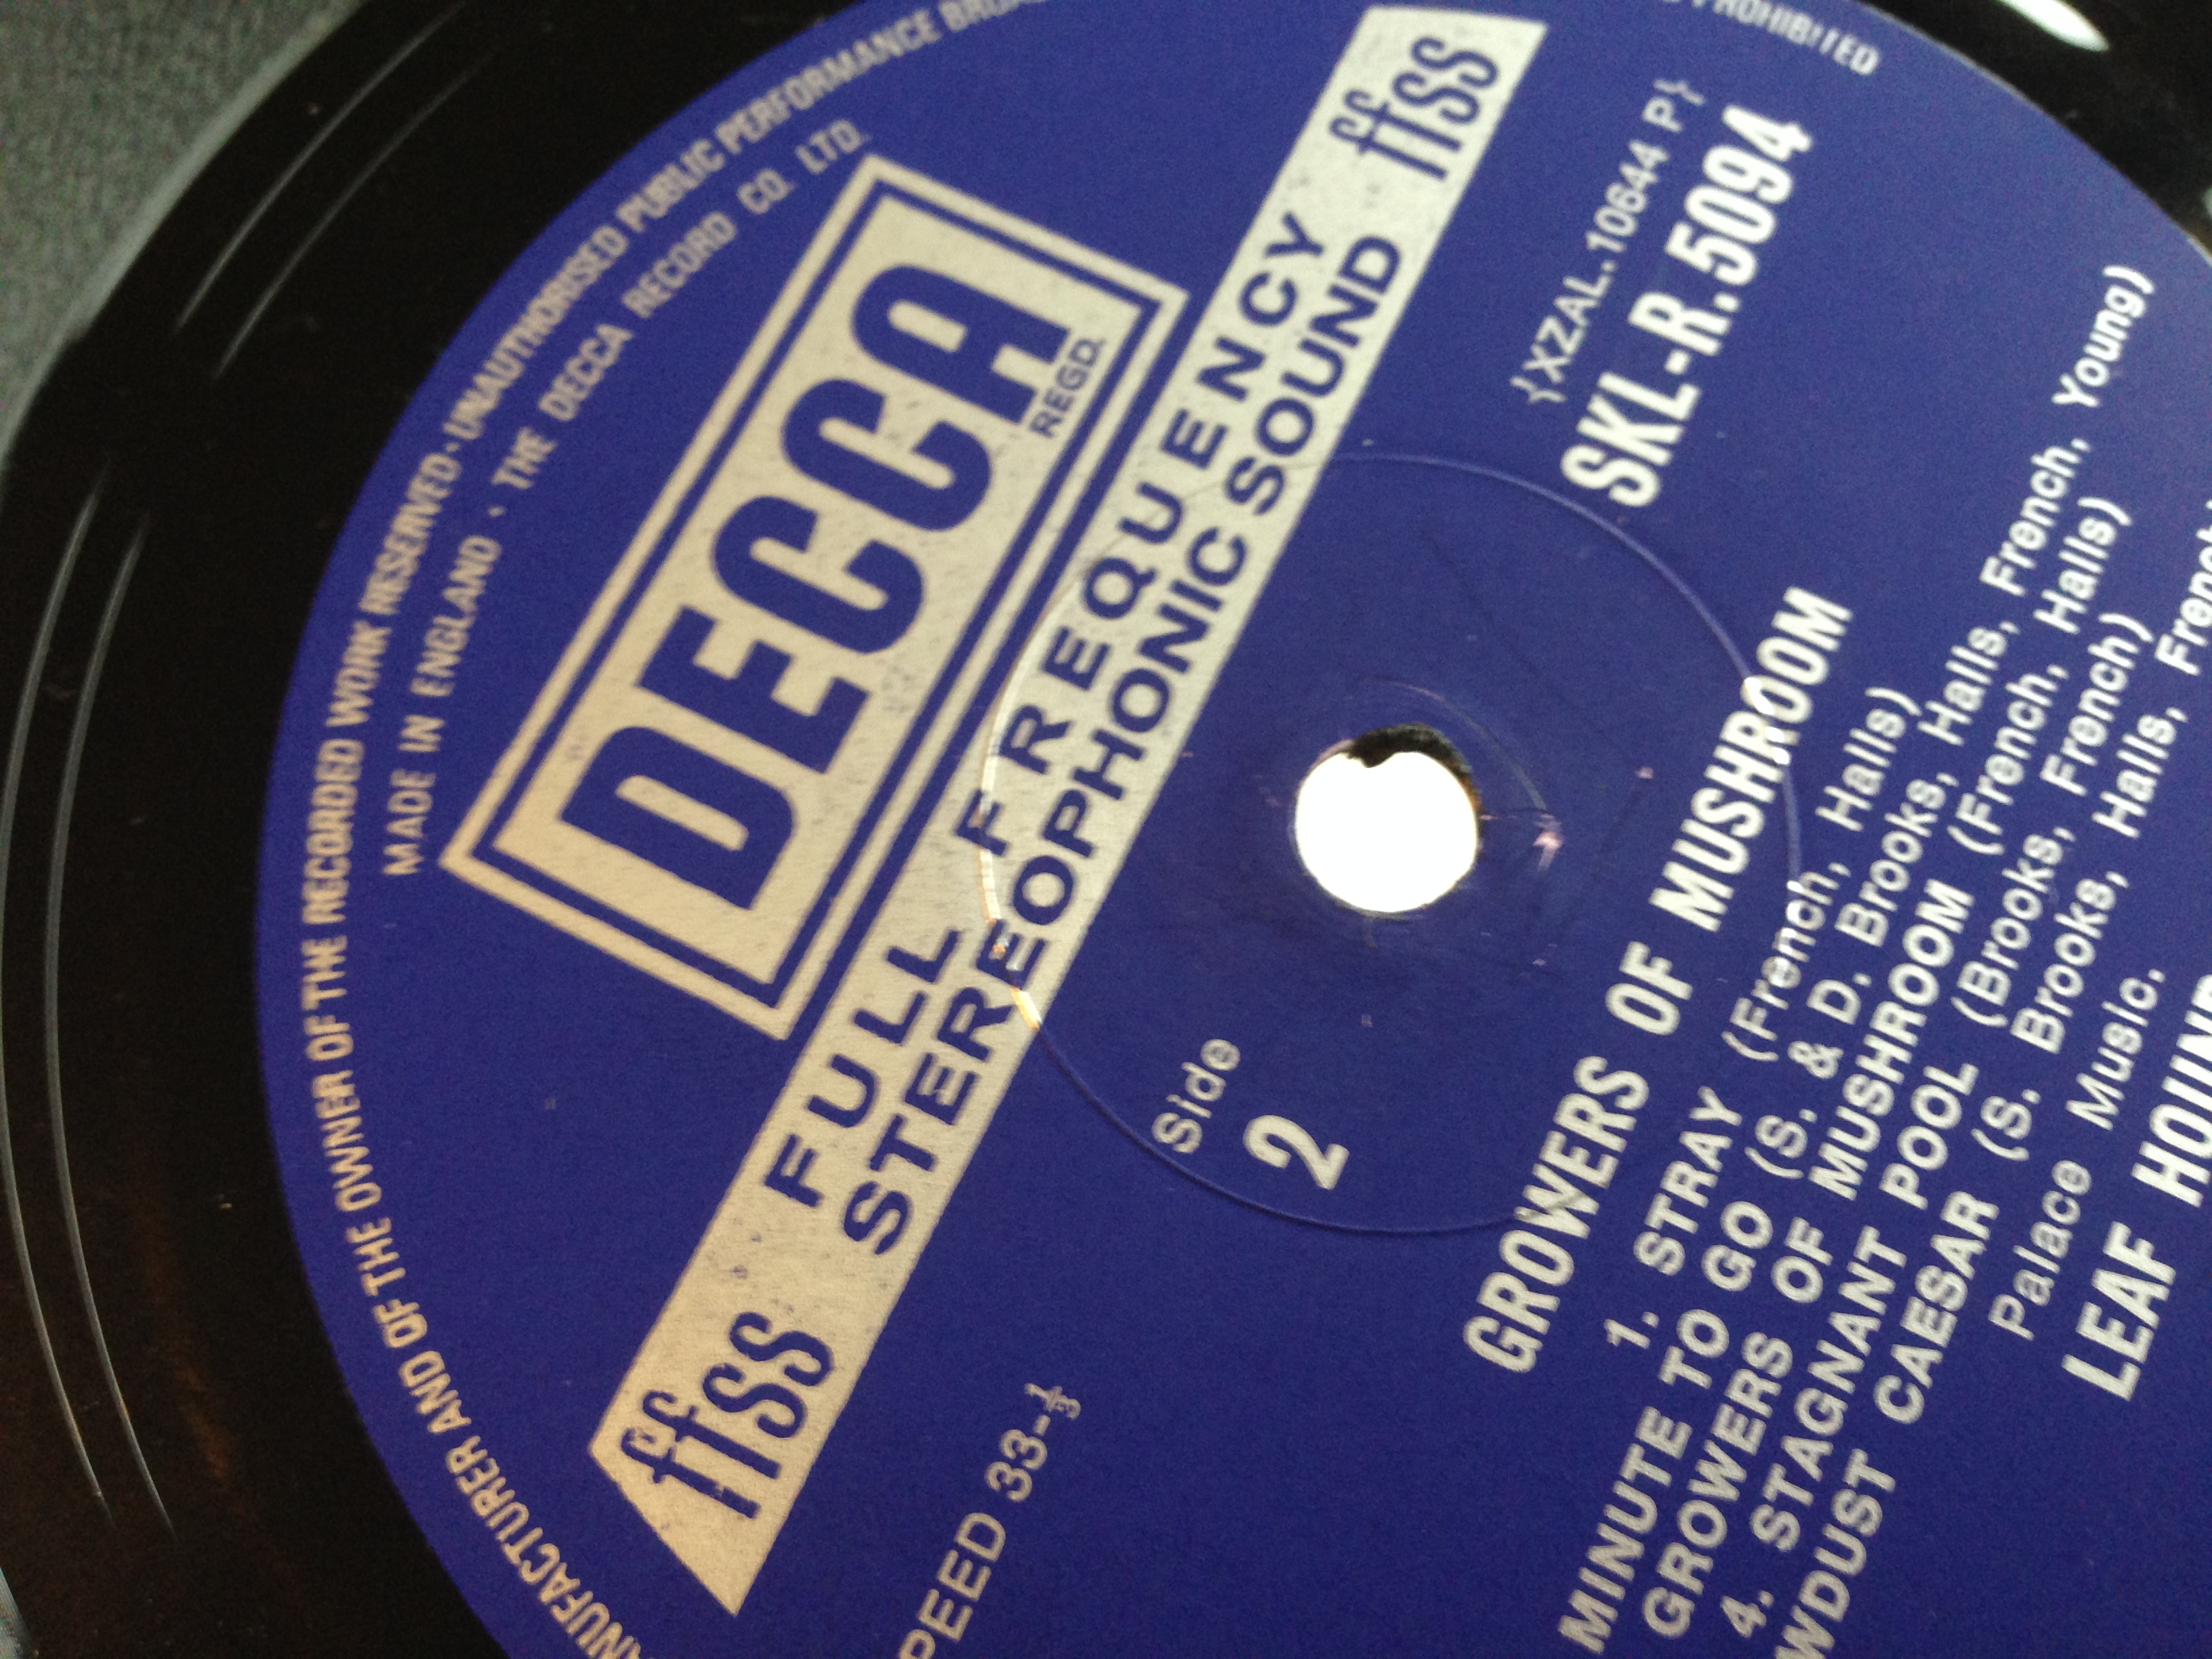 MANUFACTURER AND OF THE OWNER OF THE RECORDED WORK RESERVED · UNAUTHORISED PUBLIC PERFORMANCE
PROHIBITED
MADE IN ENGLAND · THE DECCA RECORD CO. LTD.
DECCA
REGD.
ffss FULL FREQUENCY STEREOPHONIC SOUND ffss
{XZAL.10644 P}
SKL-R.5094
Side
2
PEED 33-⅓
GROWERS OF MUSHROOM
1. STRAY (French, Halls)
MINUTE TO GO (S. & D. Brooks, Halls, French, Young)
GROWERS OF MUSHROOM (French, Halls)
4. STAGNANT POOL (Brooks, French)
WDUST CAESAR (S. Brooks, Halls, French
Palace Music.
LEAF HOUND